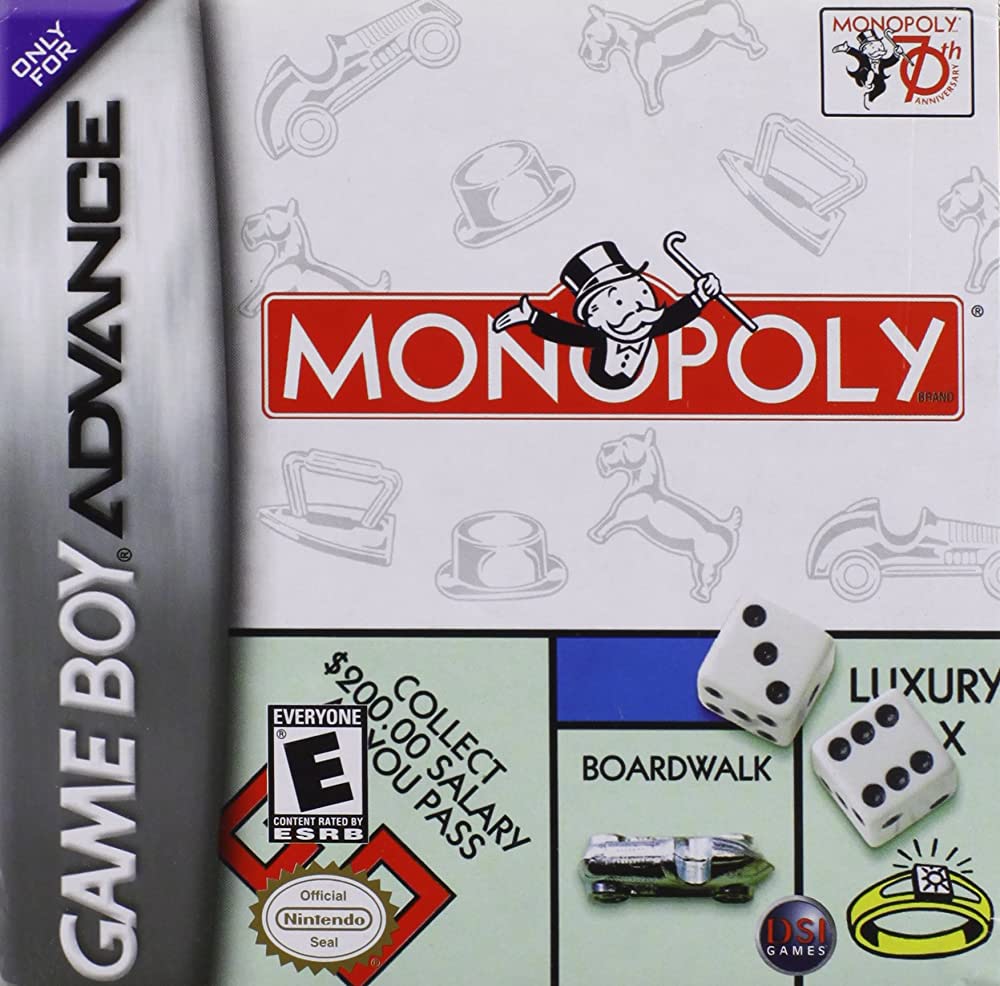 ONLY
FOR
GAME BOY® ADVANCE
MONOPOLY
70th
ANNIVERSARY
MONOPOLY®
BRAND
COLLECT
$200.00 SALARY
YOU PASS
EVERYONE
®
E
CONTENT RATED BY
ESRB
Official
Nintendo
Seal
®
BOARDWALK
LUXURY
X
DSI
GAMES